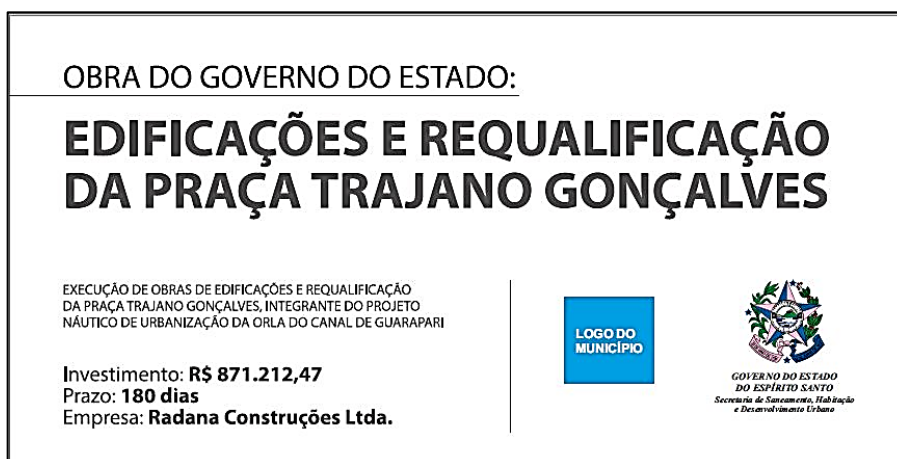 OBRA DO GOVERNO DO ESTADO:
EDIFICAÇÕES E REQUALIFICAÇÃO
DA PRAÇA TRAJANO GONÇALVES
EXECUÇÃO DE OBRAS DE EDIFICAÇÕES E REQUALIFICAÇÃO
DA PRAÇA TRAJANO GONÇALVES, INTEGRANTE DO PROJETO
NÁUTICO DE URBANIZAÇÃO DA ORLA DO CANAL DE GUARAPARI
Investimento: R$ 871.212,47
Prazo: 180 dias
Empresa: Radana Construções Ltda.
LOGO DO
MUNICÍPIO
GOVERNO DO ESTADO
DO ESPÍRITO SANTO
Secretaria de Saneamento, Habitação
e Desenvolvimento Urbano